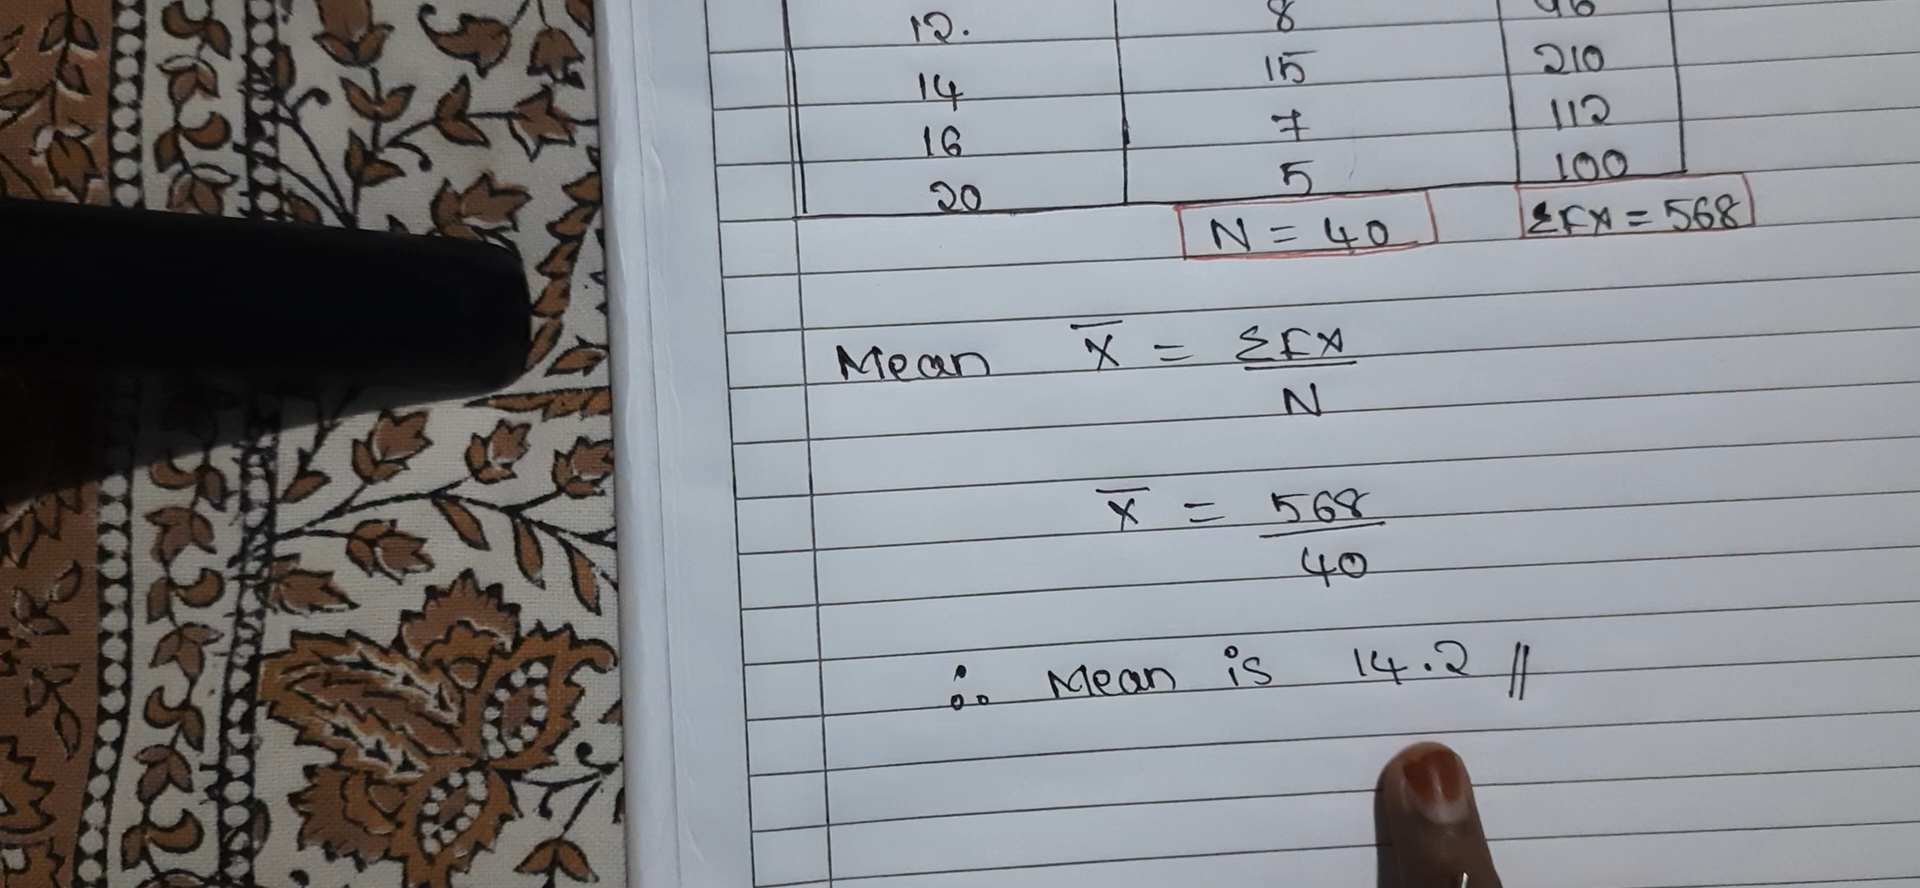 12. 8 96
14 15 210
16 7 112
20 5 100
N = 40 ΣFX = 568
Mean X̅ = ΣFX
N
X̅ = 568
40
∴ Mean is 14.2 //